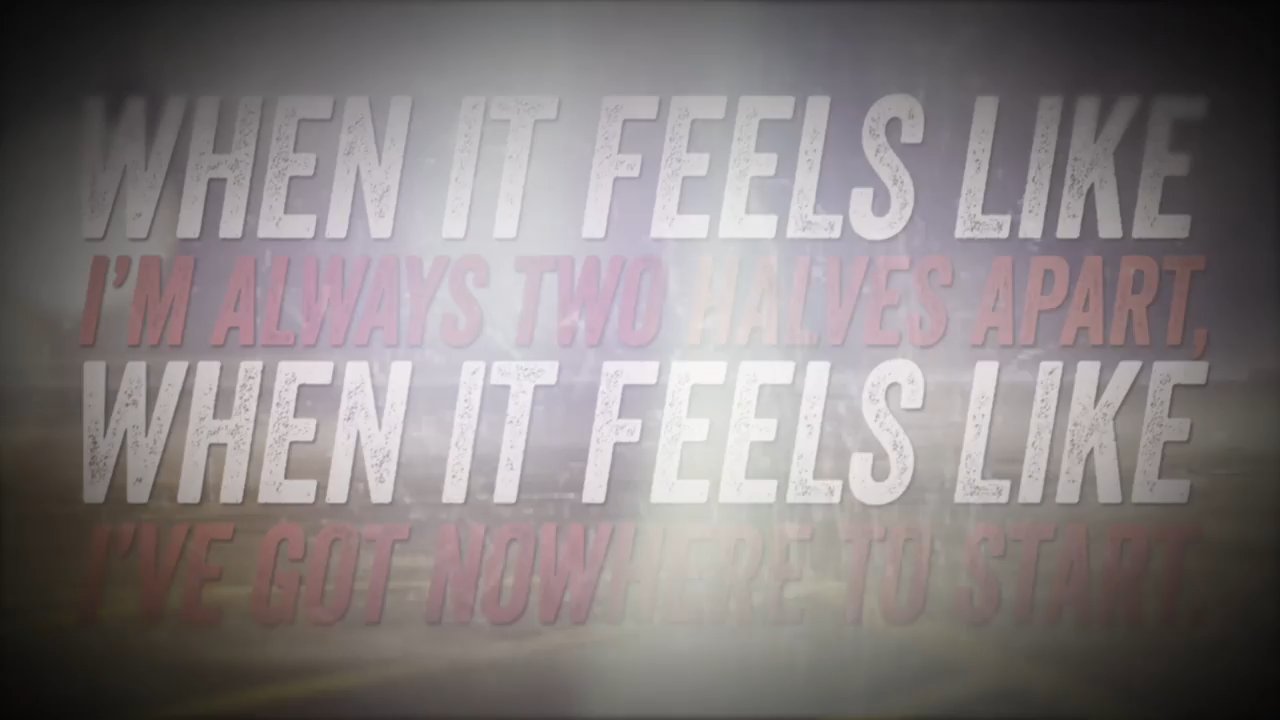 WHEN IT FEELS LIKE
I'M ALWAYS TWO HALVES APART,
WHEN IT FEELS LIKE
I'VE GOT NOWHERE TO START.